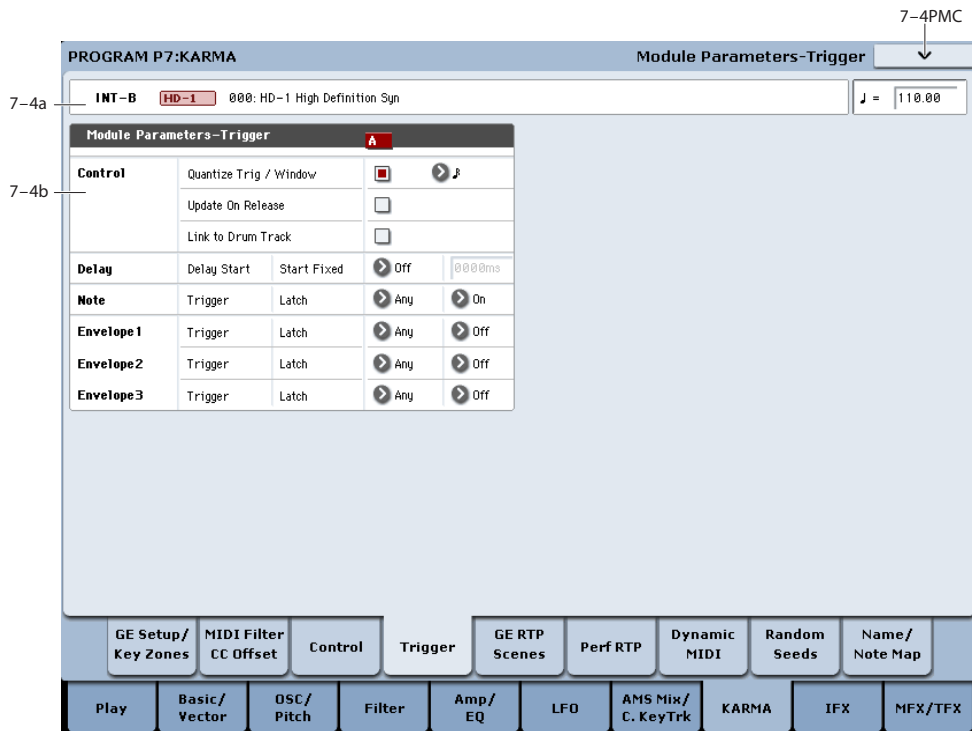 7–4PMC
PROGRAM P7:KARMA Module Parameters-Trigger
7–4a INT-B HD-1 000: HD-1 High Definition Syn ♩ = 110.00
Module Parameters-Trigger A
7–4b Control Quantize Trig / Window
Update On Release
Link to Drum Track
Delay Delay Start Start Fixed Off 0000ms
Note Trigger Latch Any On
Envelope1 Trigger Latch Any Off
Envelope2 Trigger Latch Any Off
Envelope3 Trigger Latch Any Off
GE Setup/ Key Zones
MIDI Filter CC Offset
Control
Trigger
GE RTP Scenes
Perf RTP
Dynamic MIDI
Random Seeds
Name/ Note Map
Play
Basic/ Vector
OSC/ Pitch
Filter
Amp/ EQ
LFO
AMS Mix/ C. KeyTrk
KARMA
IFX
MFX/TFX